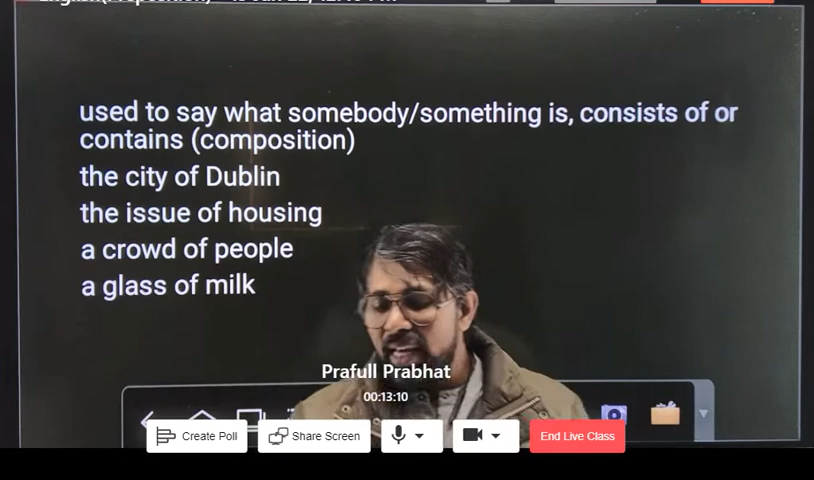 used to say what somebody/something is, consists of or
contains (composition)
the city of Dublin
the issue of housing
a crowd of people
a glass of milk
Prafull Prabhat
00:13:10
Create Poll
Share Screen
End Live Class